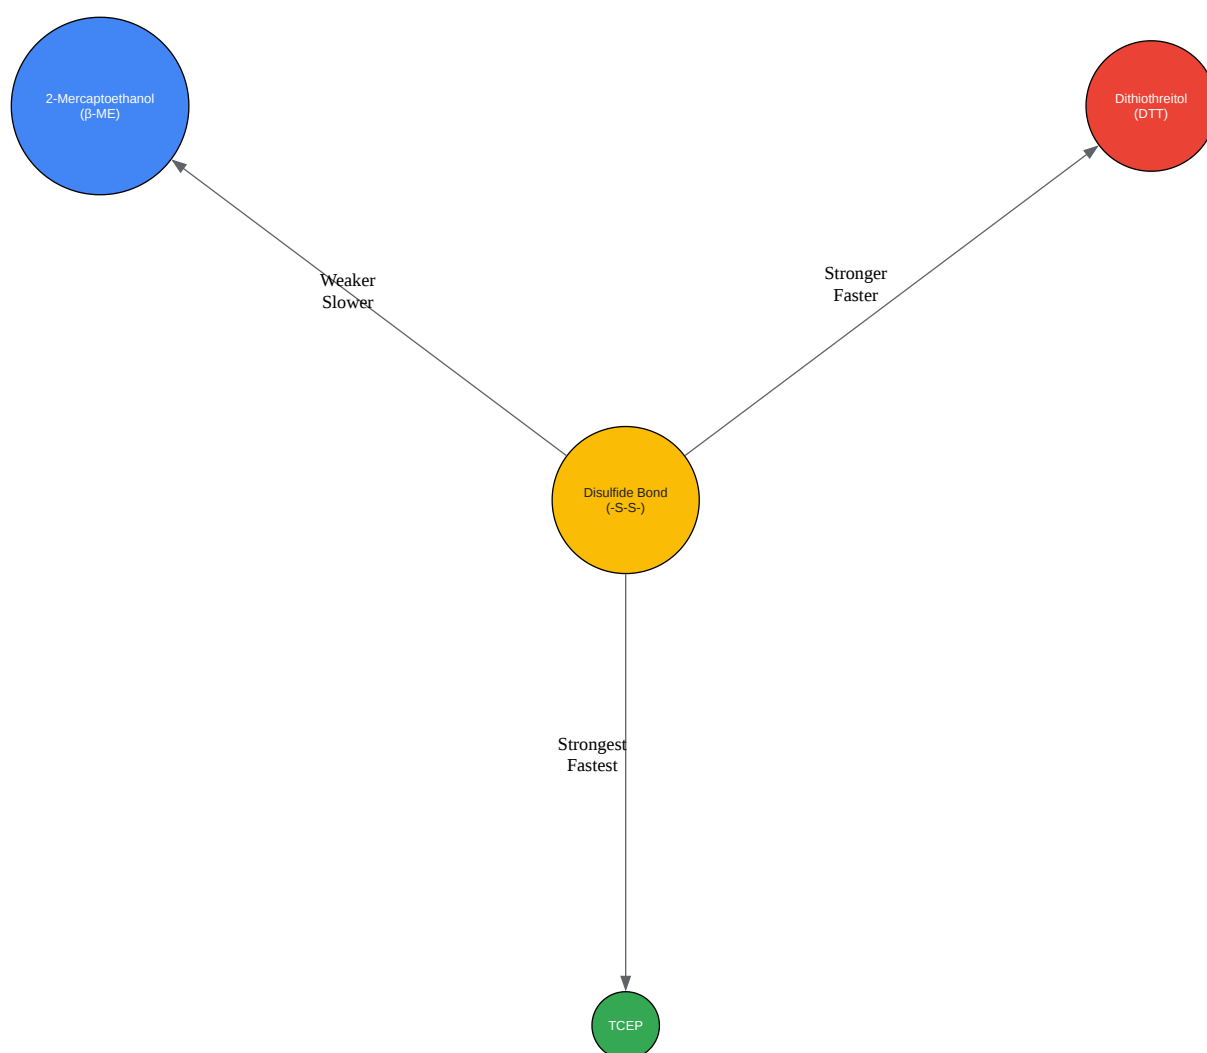 2-Mercaptoethanol
(β-ME)
Dithiothreitol
(DTT)
Weaker
Slower
Stronger
Faster
Disulfide Bond
(-S-S-)
Strongest
Fastest
TCEP